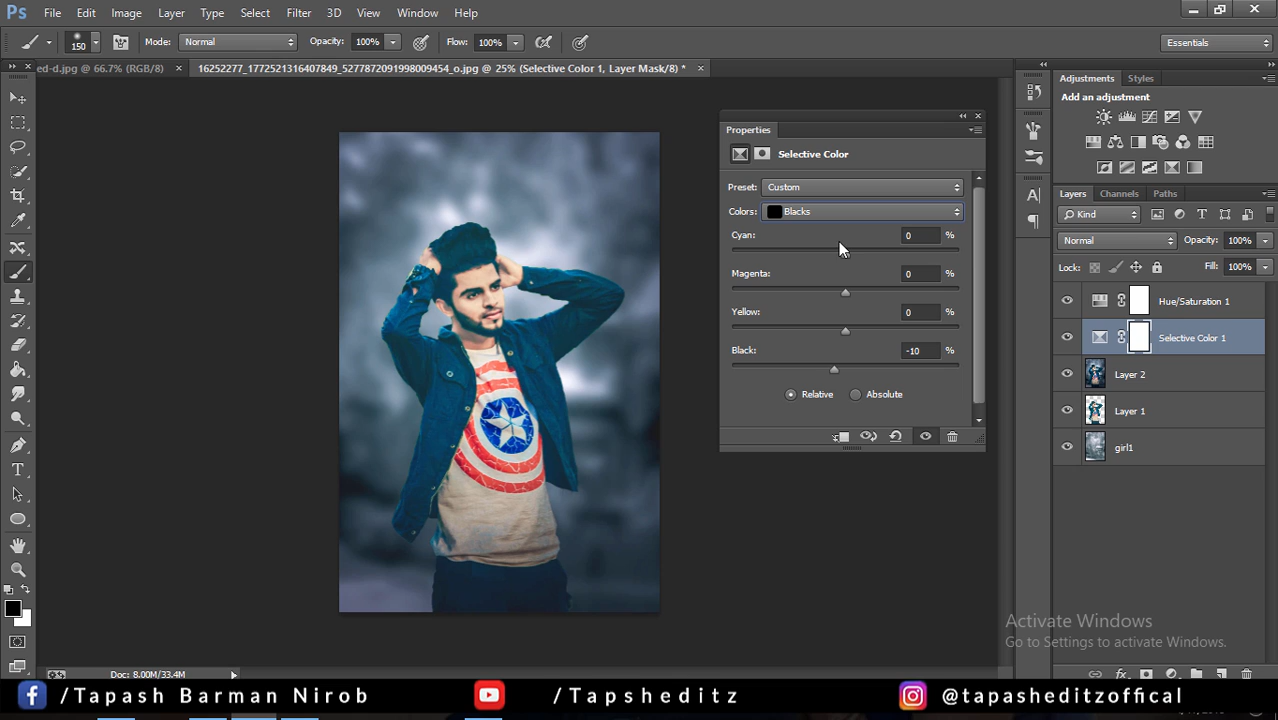 Ps File Edit Image Layer Type Select Filter 3D View Window Help
150 Mode: Normal Opacity: 100% Flow: 100% Essentials
ed-d.jpg @ 66.7% (RGB/8) × 16252277_1772521316407849_5277872091998009454_o.jpg @ 25% (Selective Color 1, Layer Mask/8) * ×
Properties
Selective Color
Preset: Custom
Colors: Blacks
Cyan: 0 %
Magenta: 0 %
Yellow: 0 %
Black: -10 %
Relative Absolute
Adjustments Styles
Add an adjustment
Layers Channels Paths
Kind
Normal Opacity: 100%
Lock: Fill: 100%
Hue/Saturation 1
Selective Color 1
Layer 2
Layer 1
girl1
Activate Windows
Go to Settings to activate Windows.
Doc: 8.00M/33.4M
/Tapash Barman Nirob /Tapsheditz @tapasheditzoffical